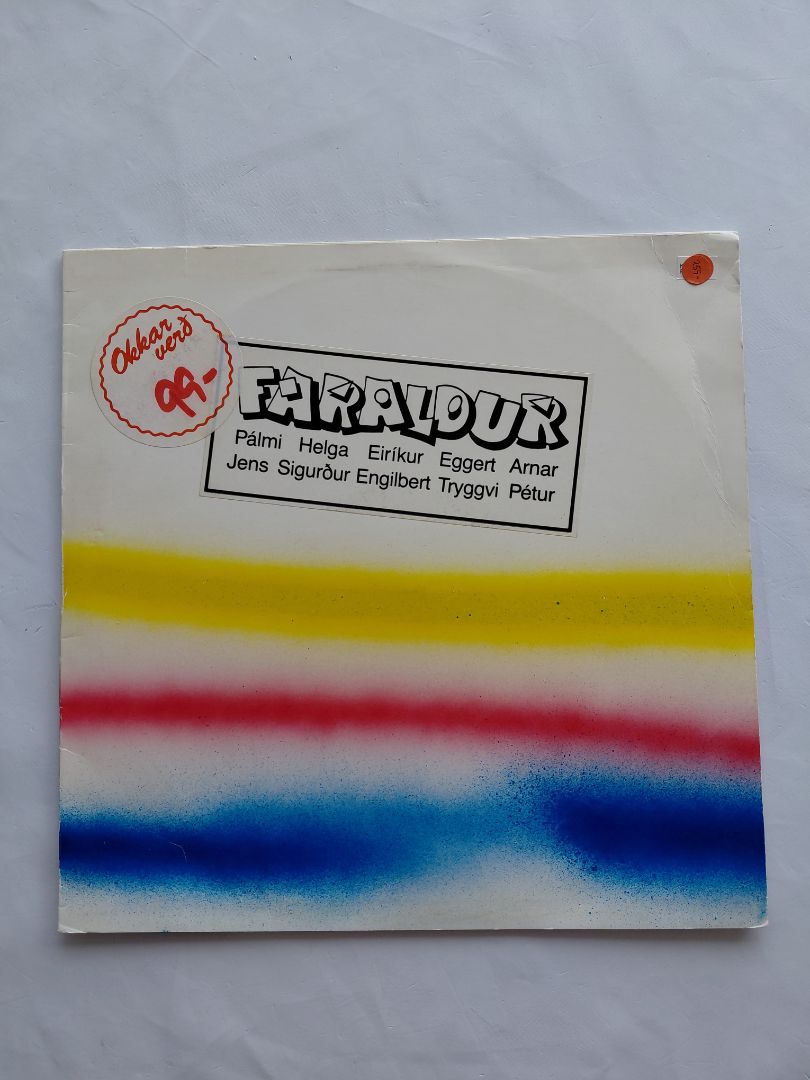 Okkar
verð
99-
FARALDUR
Pálmi Helga Eiríkur Eggert Arnar
Jens Sigurður Engilbert Tryggvi Pétur